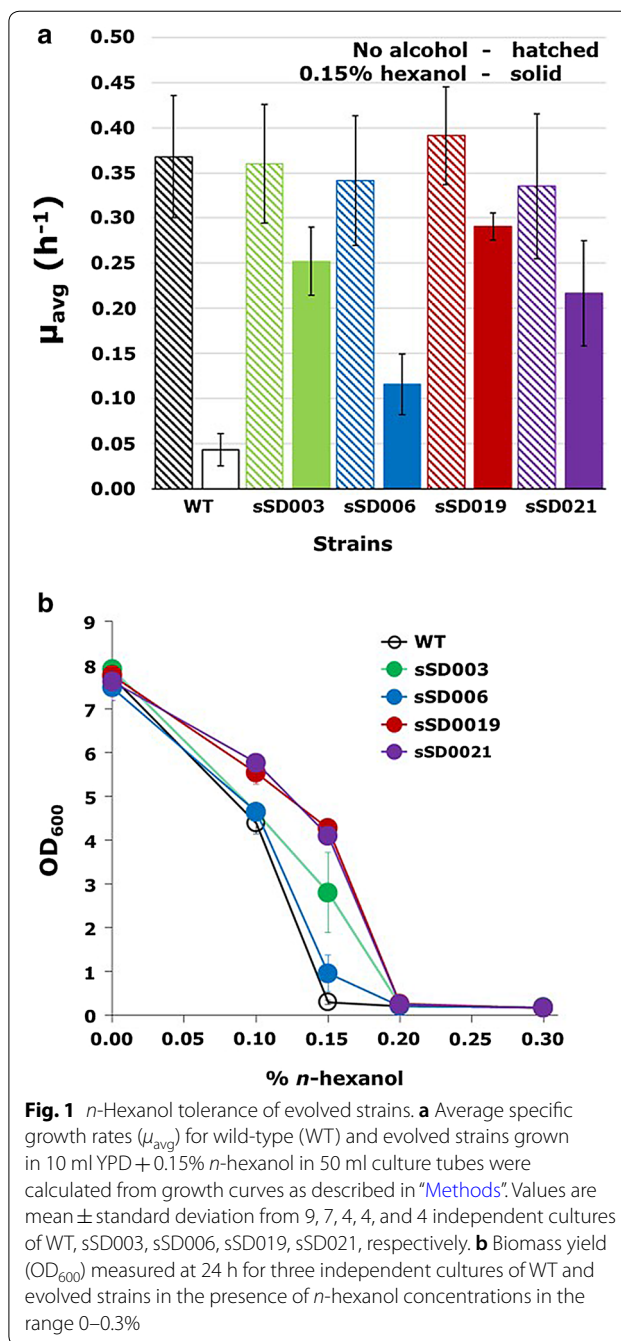 a
No alcohol - hatched
0.15% hexanol - solid
0.50
0.45
0.40
0.35
0.30
0.25
0.20
0.15
0.10
0.05
0.00
µavg (h-1)
WT sSD003 sSD006 sSD019 sSD021
Strains
b
9
8
7
6
5
4
3
2
1
0
OD600
WT
sSD003
sSD006
sSD0019
sSD0021
0.00 0.05 0.10 0.15 0.20 0.25 0.30
% n-hexanol
Fig. 1 n-Hexanol tolerance of evolved strains. a Average specific
growth rates (µavg) for wild-type (WT) and evolved strains grown
in 10 ml YPD + 0.15% n-hexanol in 50 ml culture tubes were
calculated from growth curves as described in “Methods”. Values are
mean ± standard deviation from 9, 7, 4, 4, and 4 independent cultures
of WT, sSD003, sSD006, sSD019, sSD021, respectively. b Biomass yield
(OD600) measured at 24 h for three independent cultures of WT and
evolved strains in the presence of n-hexanol concentrations in the
range 0–0.3%